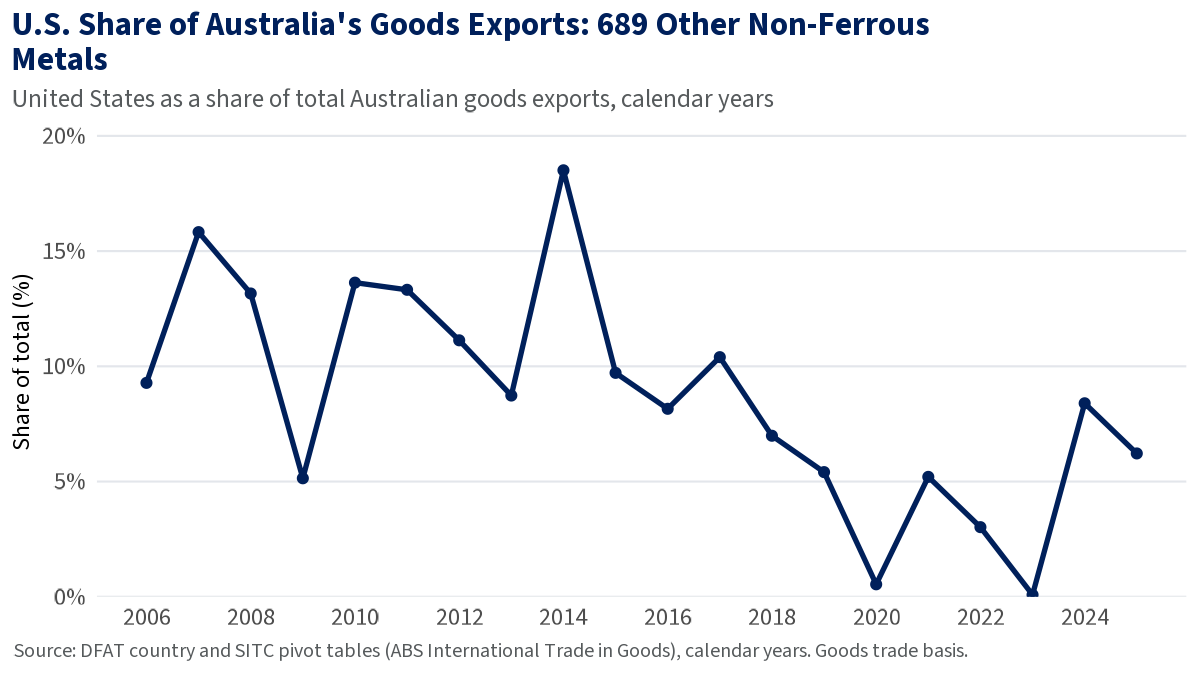 U.S. Share of Australia's Goods Exports: 689 Other Non-Ferrous
Metals
United States as a share of total Australian goods exports, calendar years
20%
15%
10%
5%
0%
Share of total (%)
2006 2008 2010 2012 2014 2016 2018 2020 2022 2024
Source: DFAT country and SITC pivot tables (ABS International Trade in Goods), calendar years. Goods trade basis.